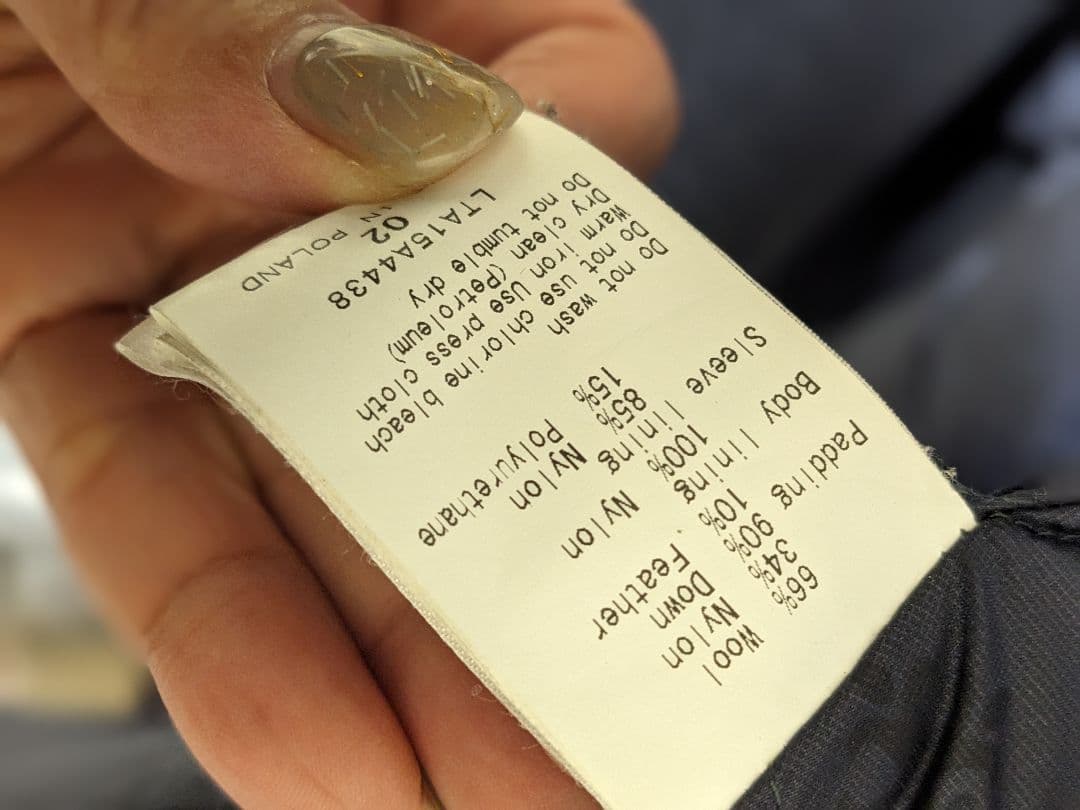 66% Wool
34% Nylon
Padding 90% Down
10% Feather
Body lining
100% Nylon
Sleeve lining
85% Nylon
15% Polyurethane
Do not wash
Do not use chlorine bleach
Warm iron Use press cloth
Dry clean (Petroleum)
Do not tumble dry
LTA15A4438
02
POLAND